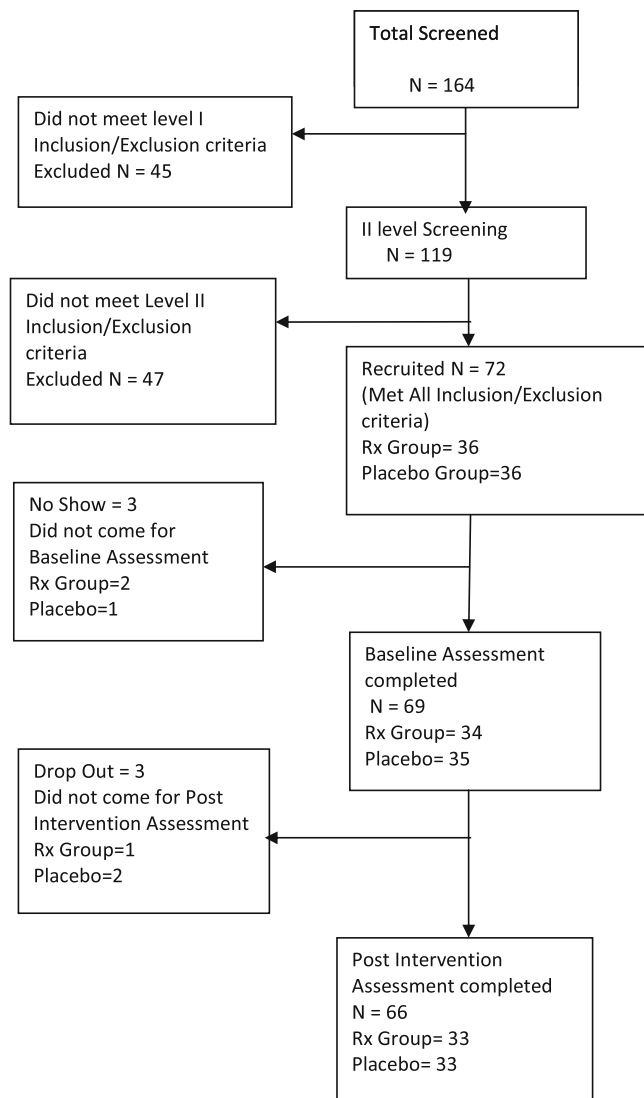 Total Screened
N = 164
Did not meet level I
Inclusion/Exclusion criteria
Excluded N = 45
II level Screening
N = 119
Did not meet Level II
Inclusion/Exclusion
criteria
Excluded N = 47
Recruited N = 72
(Met All Inclusion/Exclusion
criteria)
Rx Group= 36
Placebo Group=36
No Show = 3
Did not come for
Baseline Assessment
Rx Group=2
Placebo=1
Baseline Assessment
completed
N = 69
Rx Group= 34
Placebo= 35
Drop Out = 3
Did not come for Post
Intervention Assessment
Rx Group=1
Placebo=2
Post Intervention
Assessment completed
N = 66
Rx Group= 33
Placebo= 33